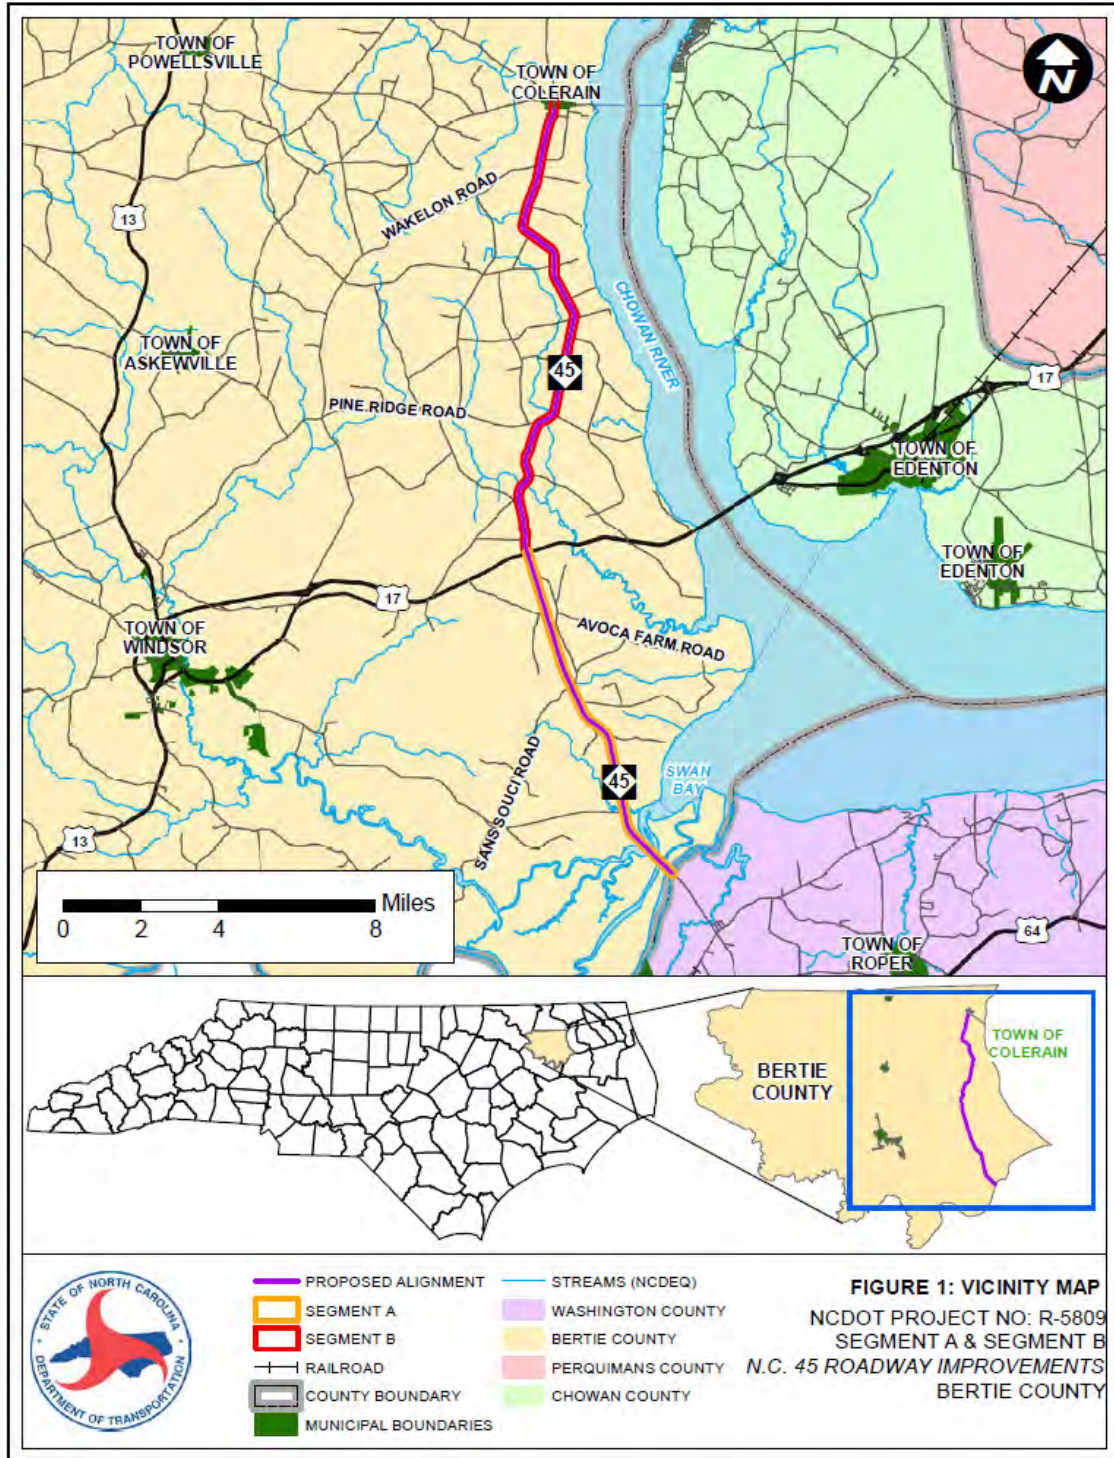 TOWN OF
POWELLSVILLE
TOWN OF
COLERAIN
N
WAKELON ROAD
13
CHOWAN RIVER
TOWN OF
ASKEWVILLE
45
17
PINE RIDGE ROAD
TOWN OF
EDENTON
TOWN OF
EDENTON
17
TOWN OF
WINDSOR
AVOCA FARM ROAD
SANS SOUCI ROAD
SWAN
BAY
45
13
Miles
0 2 4 8
64
TOWN OF
ROPER
BERTIE
COUNTY
TOWN OF
COLERAIN
STATE OF NORTH CAROLINA
DEPARTMENT OF TRANSPORTATION
PROPOSED ALIGNMENT
SEGMENT A
SEGMENT B
RAILROAD
COUNTY BOUNDARY
MUNICIPAL BOUNDARIES
STREAMS (NCDEQ)
WASHINGTON COUNTY
BERTIE COUNTY
PERQUIMANS COUNTY
CHOWAN COUNTY
FIGURE 1: VICINITY MAP
NCDOT PROJECT NO: R-5809
SEGMENT A & SEGMENT B
N.C. 45 ROADWAY IMPROVEMENTS
BERTIE COUNTY